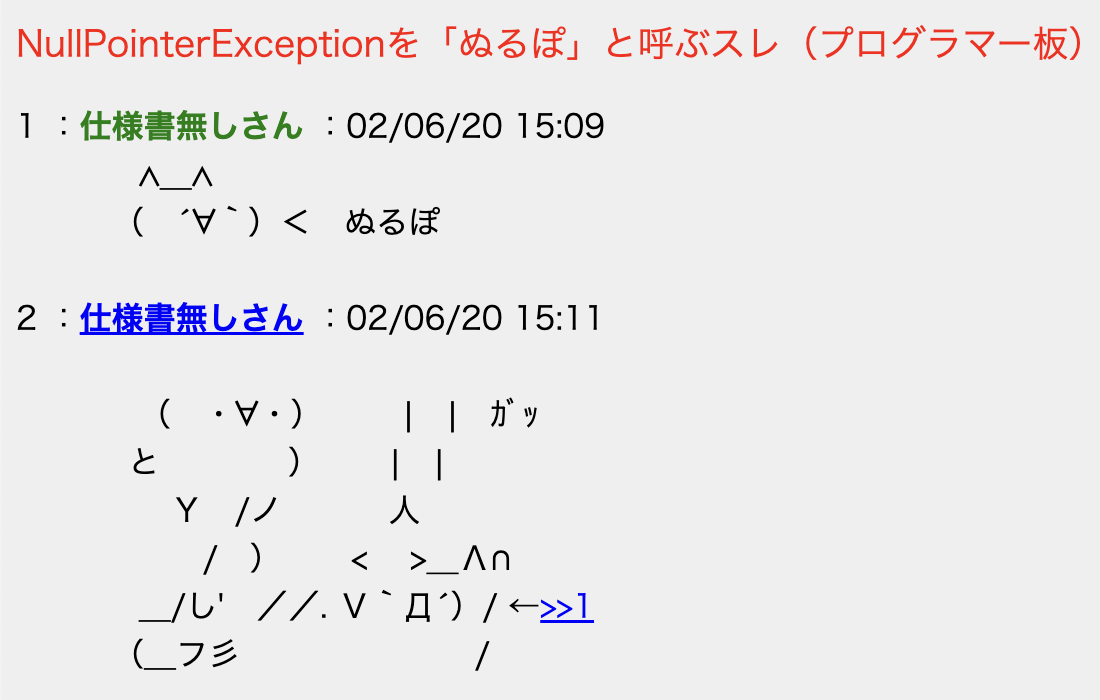 NullPointerExceptionを「ぬるぽ」と呼ぶスレ（プログラマー板）
1 ：仕様書無しさん ：02/06/20 15:09
　　　 ∧＿∧
　　　（　´∀｀）＜　ぬるぽ
2 ：仕様書無しさん ：02/06/20 15:11
　　　　（　・∀・）　　　|　|　ｶﾞｯ
　　　と　　　　）　　　|　|
　　　　 Y　/ノ　　　 人
　　　　　/　）　　 <　 >＿Λ∩
　　　＿/し'　／／. V｀Д´）/ ←>>1
　　　（＿フ彡　　　　　　　/